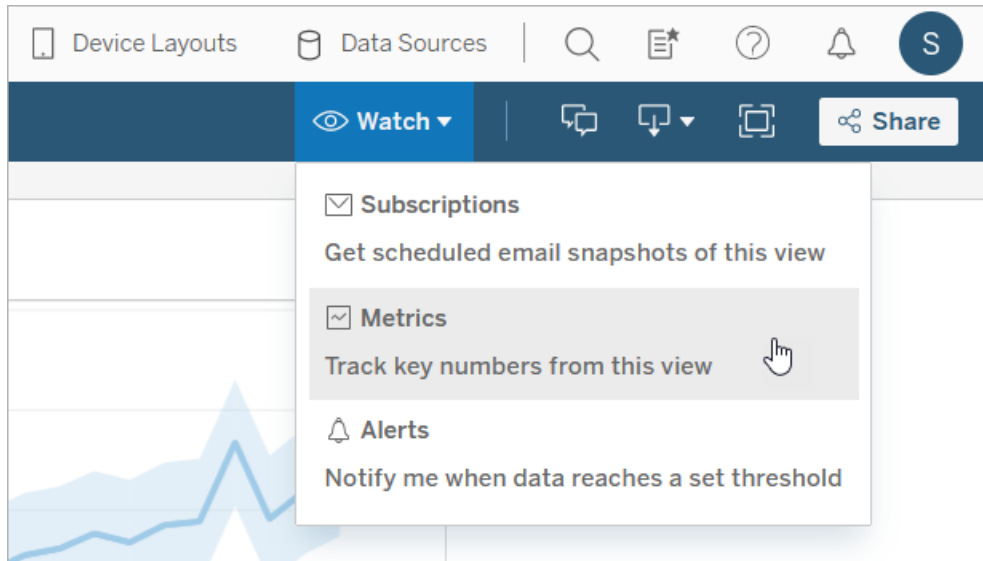 Device Layouts
Data Sources
S
Watch
Share
Subscriptions
Get scheduled email snapshots of this view
Metrics
Track key numbers from this view
Alerts
Notify me when data reaches a set threshold